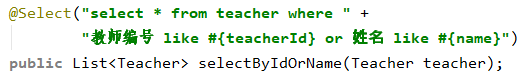 @Select("select * from teacher where " +
"教师编号 like #{teacherId} or 姓名 like #{name}")
public List<Teacher> selectByIdOrName(Teacher teacher);